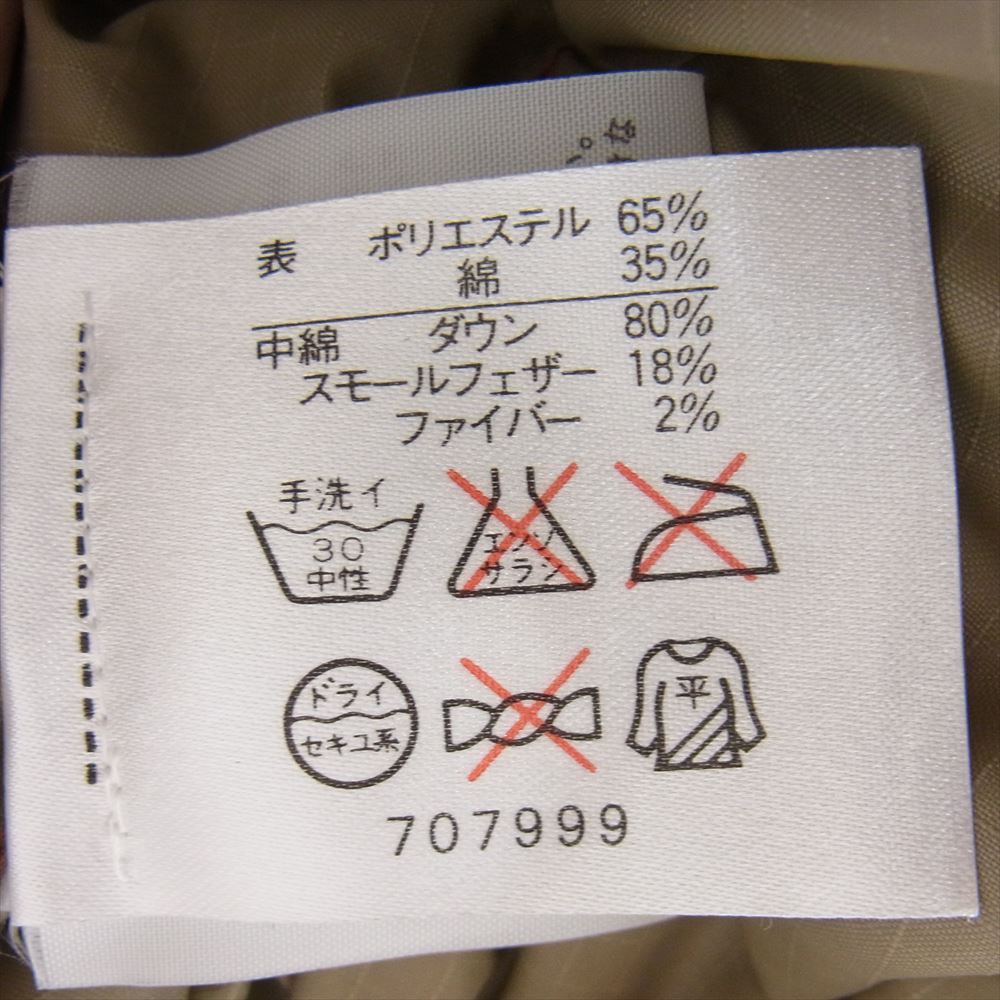 い。
な
表 ポリエステル 65%
綿 35%
中綿 ダウン 80%
スモールフェザー 18%
ファイバー 2%
手洗イ
30
中性
エンソ
サラシ
ドライ
セキユ系
平
707999